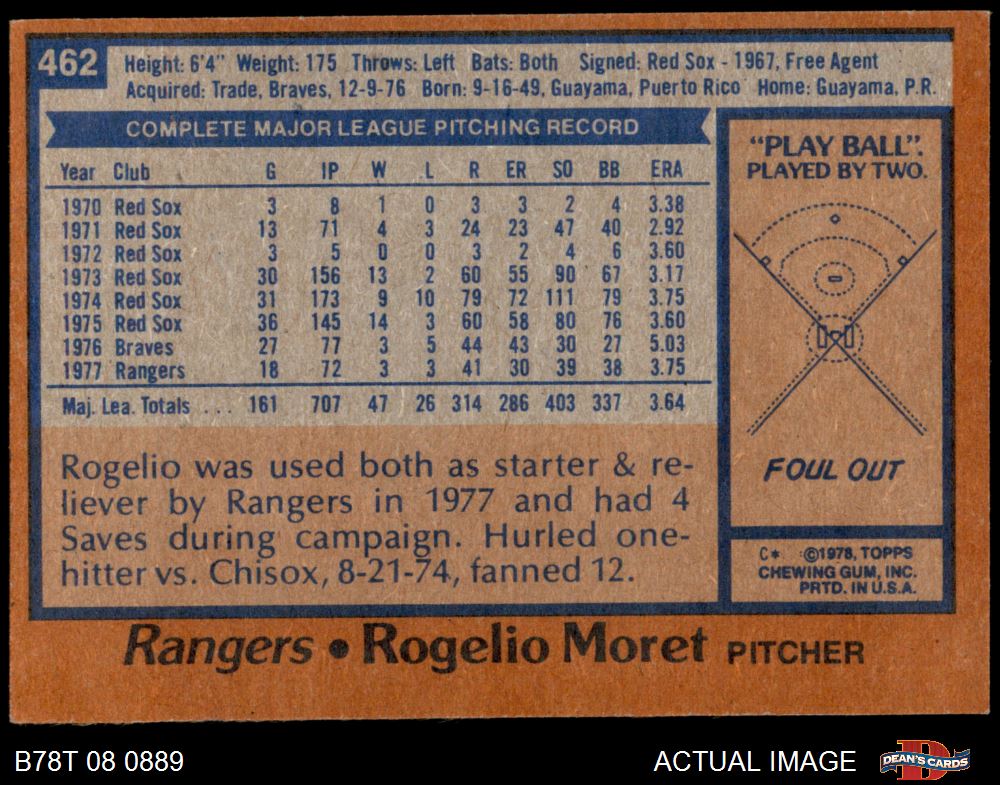 462
Height: 6'4" Weight: 175 Throws: Left Bats: Both Signed: Red Sox - 1967, Free Agent
Acquired: Trade, Braves, 12-9-76 Born: 9-16-49, Guayama, Puerto Rico Home: Guayama, P.R.
COMPLETE MAJOR LEAGUE PITCHING RECORD
Year Club G IP W L R ER SO BB ERA
1970 Red Sox 3 8 1 0 3 3 2 4 3.38
1971 Red Sox 13 71 4 3 24 23 47 40 2.92
1972 Red Sox 3 5 0 0 3 2 4 6 3.60
1973 Red Sox 30 156 13 2 60 55 90 67 3.17
1974 Red Sox 31 173 9 10 79 72 111 79 3.75
1975 Red Sox 36 145 14 3 60 58 80 76 3.60
1976 Braves 27 77 3 5 44 43 30 27 5.03
1977 Rangers 18 72 3 3 41 30 39 38 3.75
Maj. Lea. Totals ... 161 707 47 26 314 286 403 337 3.64
Rogelio was used both as starter & re-
liever by Rangers in 1977 and had 4
Saves during campaign. Hurled one-
hitter vs. Chisox, 8-21-74, fanned 12.
"PLAY BALL".
PLAYED BY TWO.
FOUL OUT
C* ©1978, TOPPS
CHEWING GUM, INC.
PRTD. IN U.S.A.
Rangers • Rogelio Moret PITCHER
B78T 08 0889
ACTUAL IMAGE
D
DEAN'S CARDS